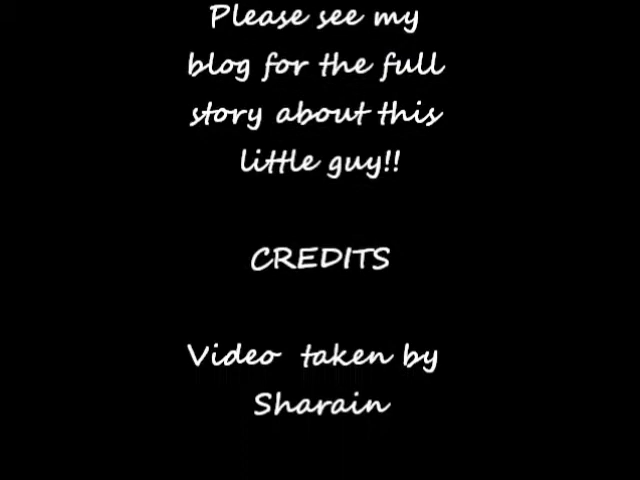 Please see my
blog for the full
story about this
little guy!!
CREDITS
Video taken by
Sharain